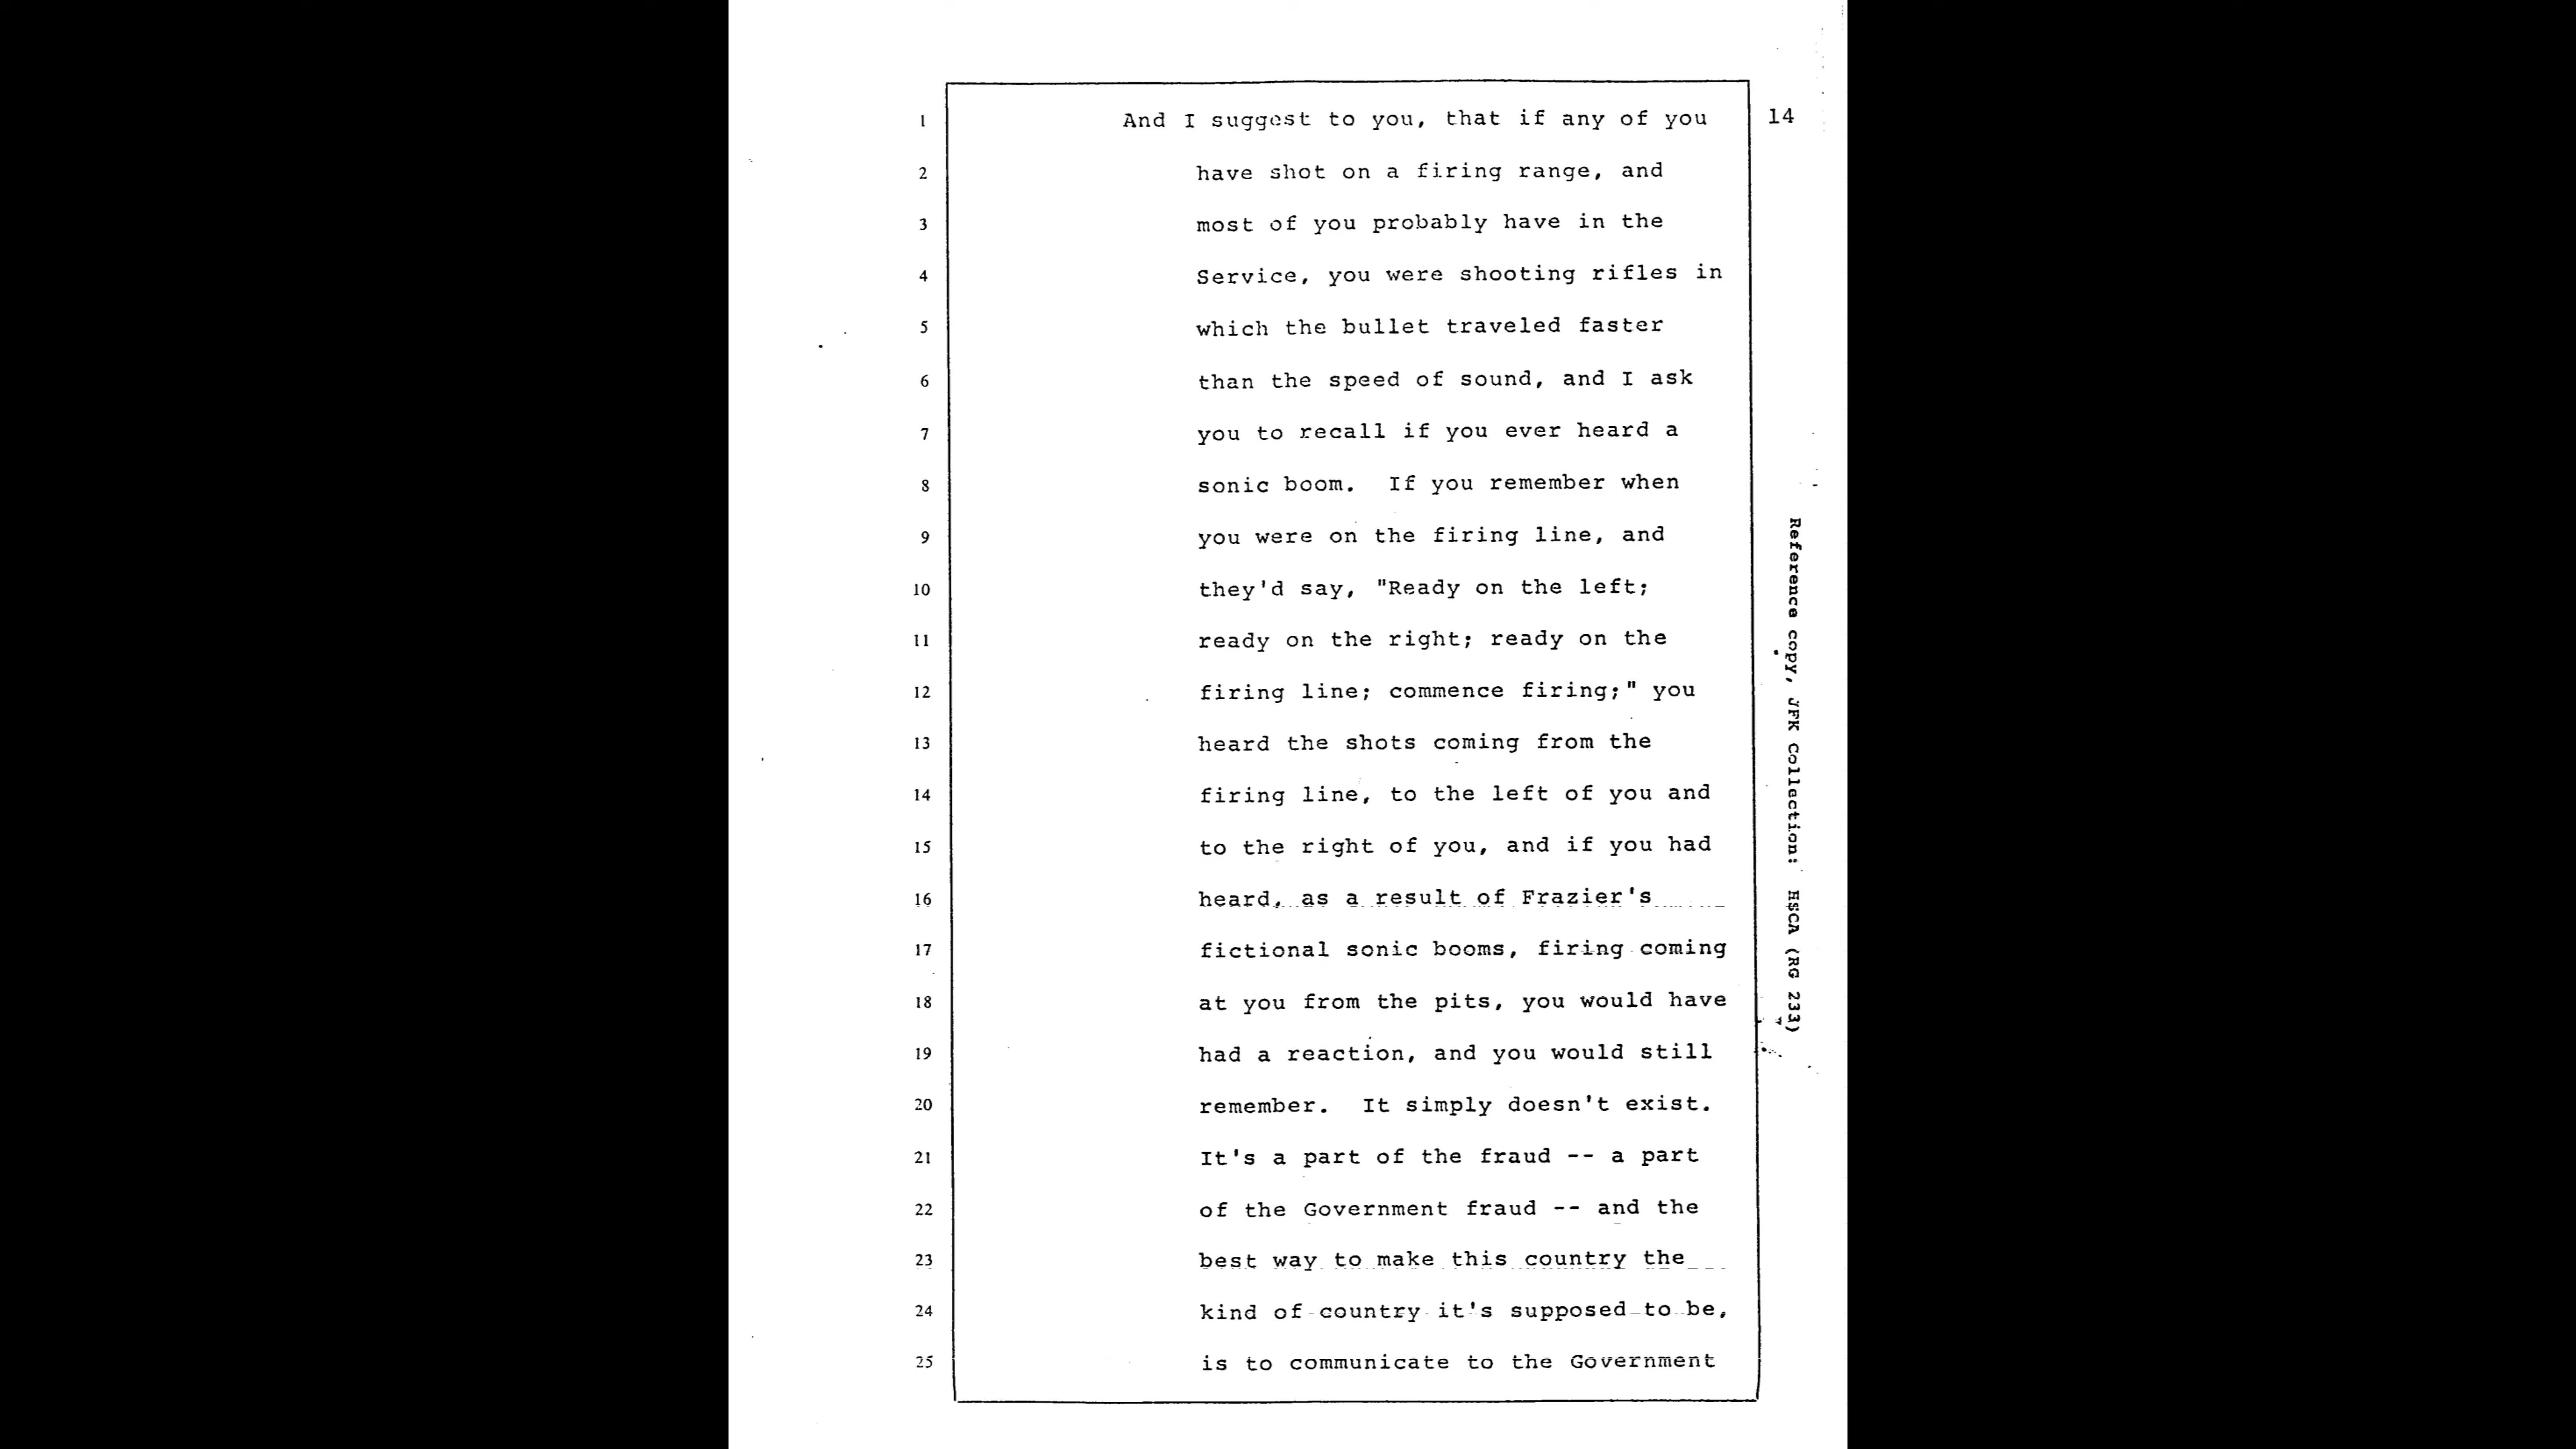 14
1 And I suggest to you, that if any of you
2 have shot on a firing range, and
3 most of you probably have in the
4 Service, you were shooting rifles in
5 which the bullet traveled faster
6 than the speed of sound, and I ask
7 you to recall if you ever heard a
8 sonic boom. If you remember when
9 you were on the firing line, and
10 they'd say, "Ready on the left;
11 ready on the right; ready on the
12 firing line; commence firing;" you
13 heard the shots coming from the
14 firing line, to the left of you and
15 to the right of you, and if you had
16 heard, as a result of Frazier's
17 fictional sonic booms, firing coming
18 at you from the pits, you would have
19 had a reaction, and you would still
20 remember. It simply doesn't exist.
21 It's a part of the fraud -- a part
22 of the Government fraud -- and the
23 best way to make this country the
24 kind of country it's supposed to be,
25 is to communicate to the Government
Reference copy, JFK Collection: HSCA (RG 233)